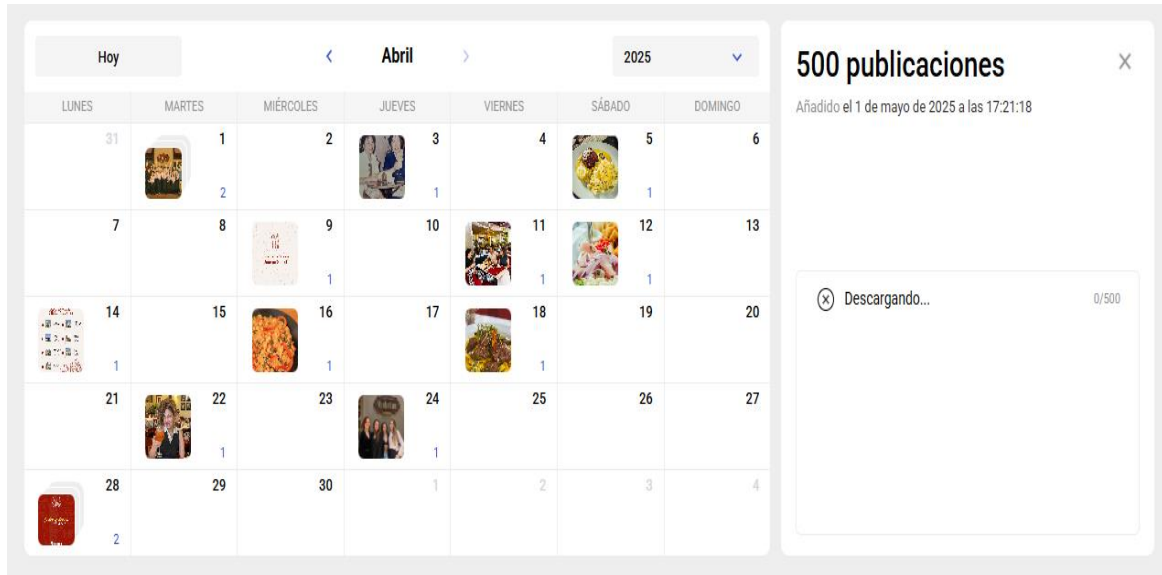 Hoy
Abril
2025
LUNES MARTES MIÉRCOLES JUEVES VIERNES SÁBADO DOMINGO
31 1 2 3 4 5 6
2 1 1
7 8 9 10 11 12 13
1 1 1
14 15 16 17 18 19 20
1 1 1
21 22 23 24 25 26 27
1 1
28 29 30 1 2 3 4
2
500 publicaciones
Añadido el 1 de mayo de 2025 a las 17:21:18
Descargando... 0/500